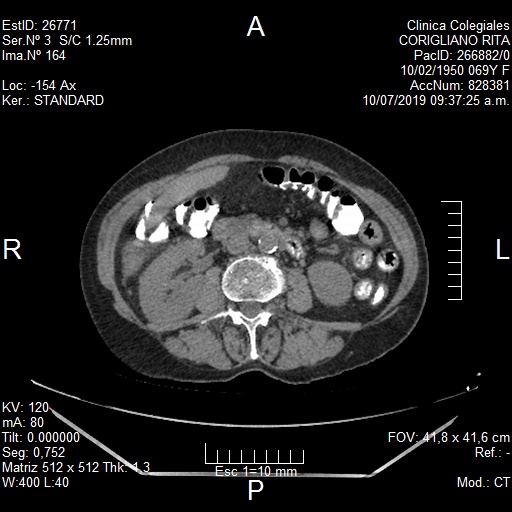 EstID: 26771
Ser.Nº 3 S/C 1.25mm
Ima.Nº 164
Loc: -154 Ax
Ker.: STANDARD
A
Clinica Colegiales
CORIGLIANO RITA
PacID: 266882/0
10/02/1950 069Y F
AccNum: 828381
10/07/2019 09:37:25 a.m.
R
L
KV: 120
mA: 80
Tilt: 0.000000
Seg: 0,752
Matriz 512 x 512 Thk: 1.3
W:400 L:40
Esc 1=10 mm
P
FOV: 41,8 x 41,6 cm
Ref.: -
Mod.: CT